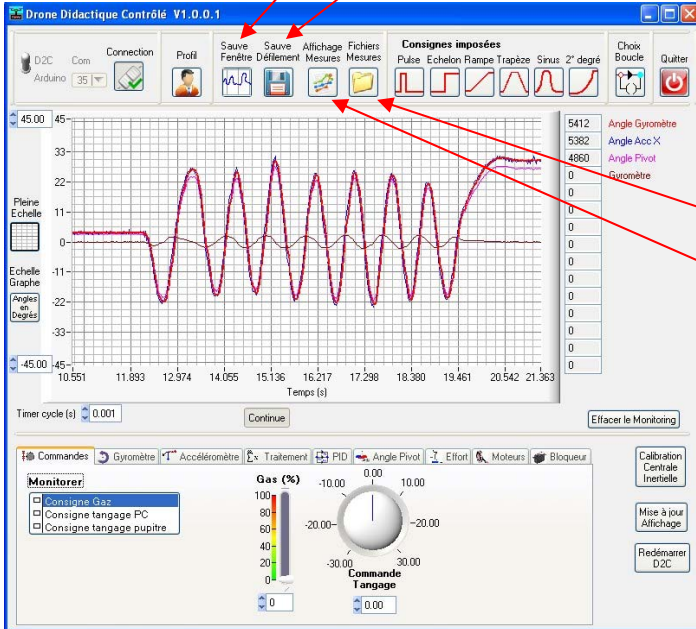 Drone Didactique Contrôlé V1.0.0.1
D2C
Arduino
Com
35
Connection
Profil
Sauve Fenêtre
Sauve Défilement
Affichage Mesures
Fichiers Mesures
Consignes imposées
Pulse Echelon Rampe Trapèze Sinus 2° degré
Choix Boucle
Quitter
45.00
Pleine Echelle
Echelle Graphe
Angles en Degrés
-45.00
45
33
22
11
0
-11
-22
-33
-45
10.551 11.893 12.974 14.055 15.136 16.217 17.298 18.380 19.461 20.542 21.363
Temps (s)
5412 Angle Gyromètre
5382 Angle Acc X
4860 Angle Pivot
0 Gyromètre
0
0
0
0
0
0
0
0
0
0
0
Timer cycle (s) 0.001
Continue
Effacer le Monitoring
Commandes Gyromètre Accéléromètre Traitement PID Angle Pivot Effort Moteurs Bloqueur
Monitorer
Consigne Gaz
Consigne tangage PC
Consigne tangage pupitre
Gas (%)
100
80
60
40
20
0
0
0.00
-10.00 10.00
-20.00 20.00
-30.00 30.00
Commande Tangage
0.00
Calibration Centrale Inertielle
Mise à jour Affichage
Redémarrer D2C